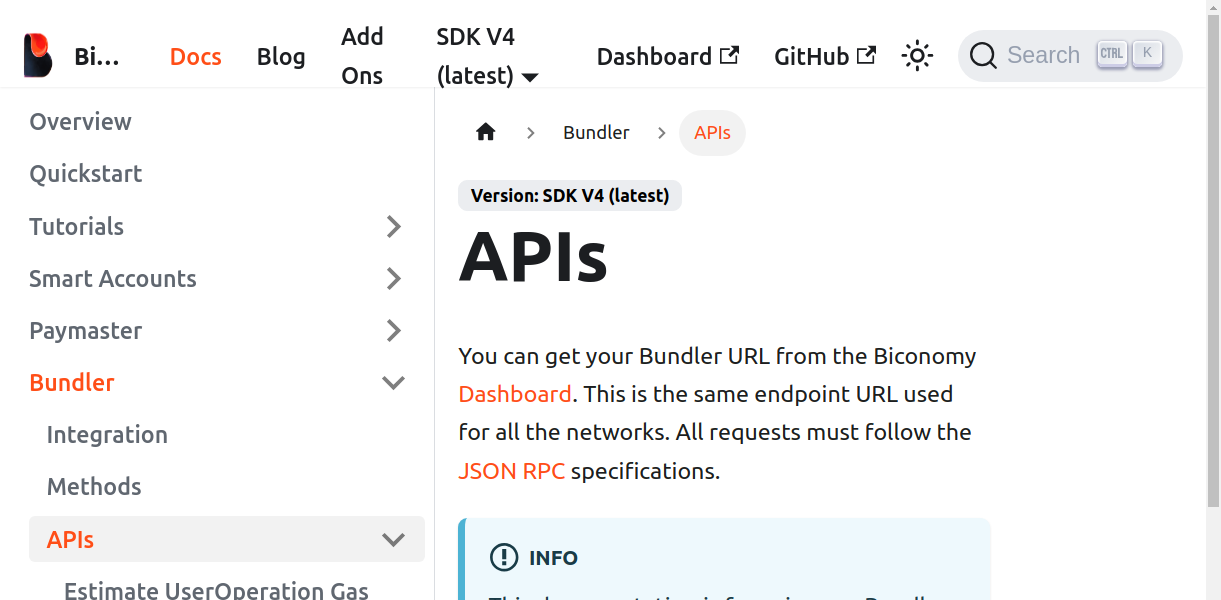 Bi...
Docs
Blog
Add Ons
SDK V4 (latest)
Dashboard
GitHub
Search
CTRL
K
Overview
Quickstart
Tutorials
Smart Accounts
Paymaster
Bundler
Integration
Methods
APIs
Estimate UserOperation Gas
Bundler
APIs
Version: SDK V4 (latest)
APIs
You can get your Bundler URL from the Biconomy
Dashboard. This is the same endpoint URL used
for all the networks. All requests must follow the
JSON RPC specifications.
INFO